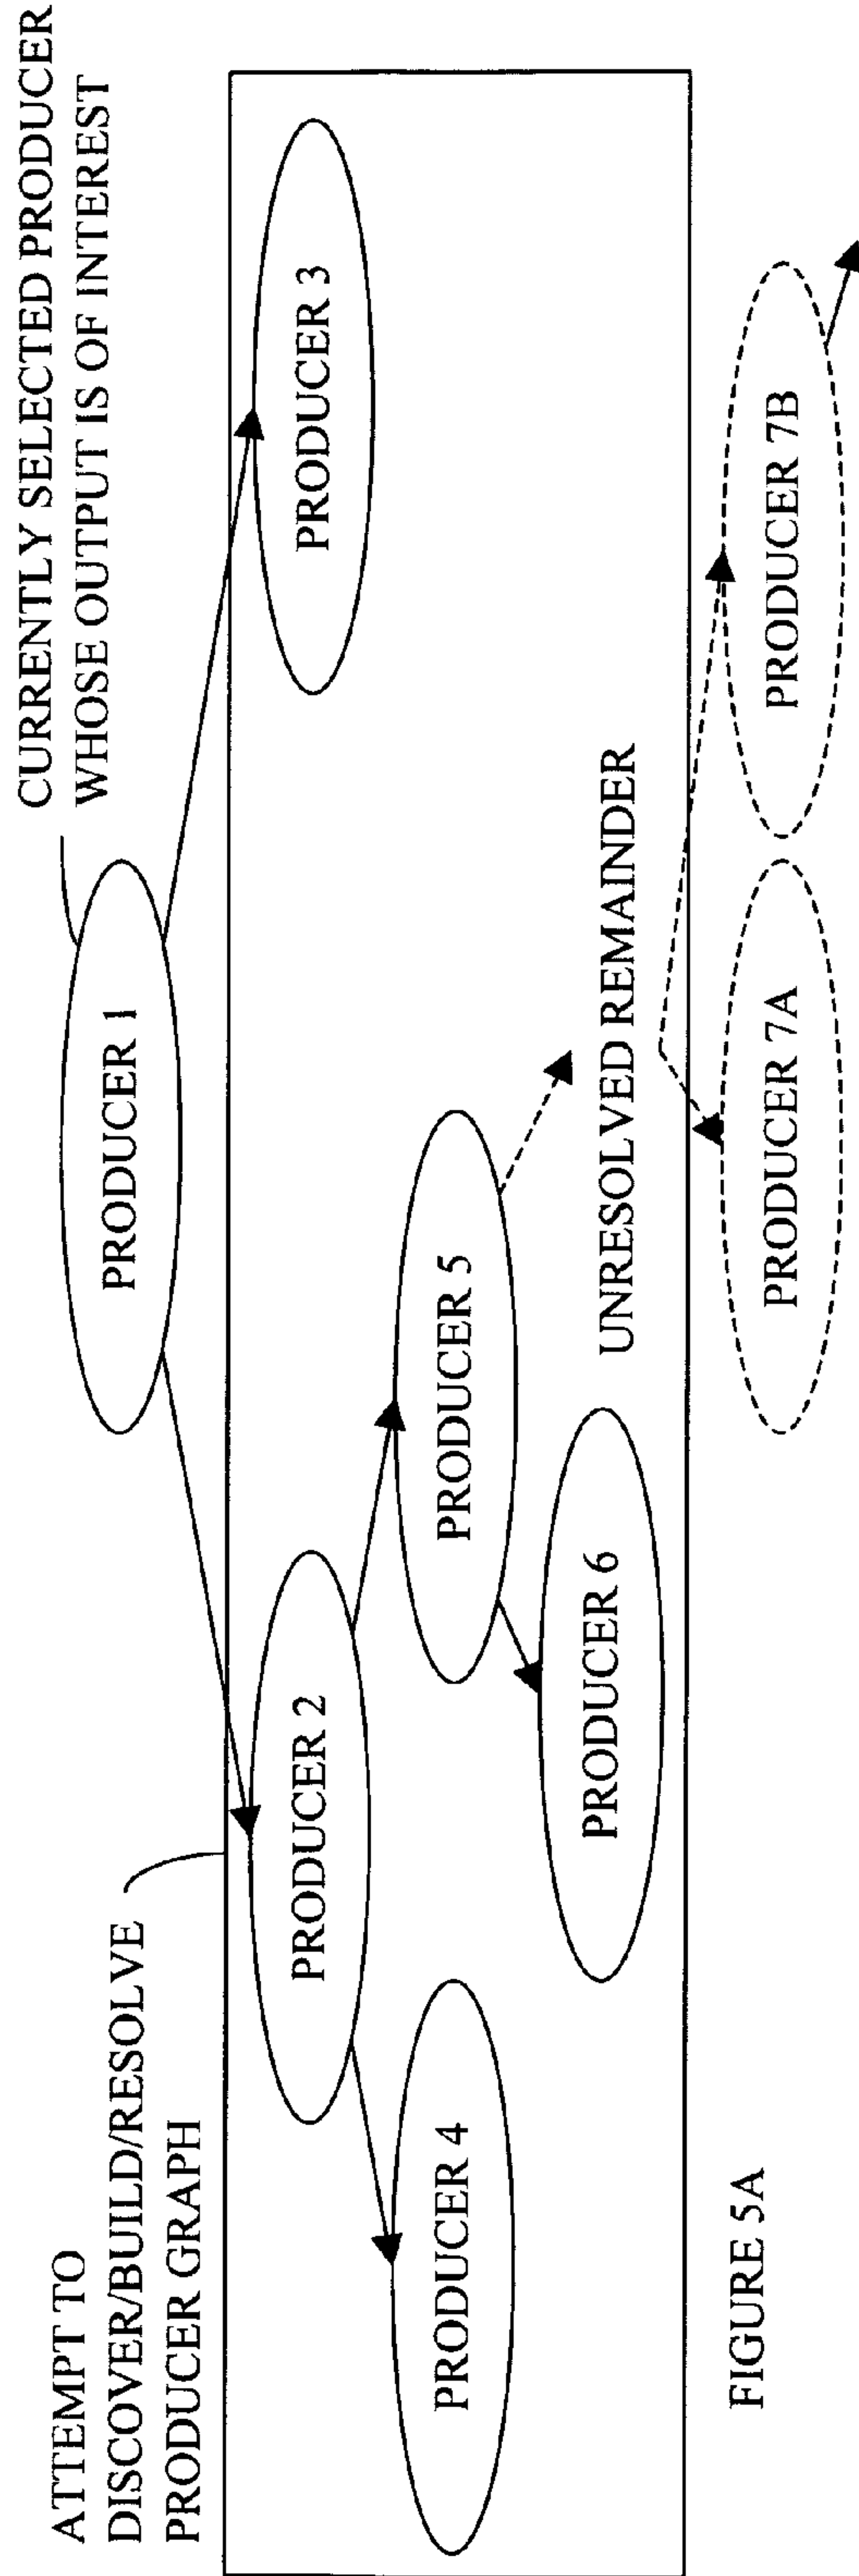 CURRENTLY SELECTED PRODUCER
WHOSE OUTPUT IS OF INTEREST
PRODUCER 1
ATTEMPT TO
DISCOVER/BUILD/RESOLVE
PRODUCER GRAPH
PRODUCER 2
PRODUCER 3
PRODUCER 4
PRODUCER 5
PRODUCER 6
UNRESOLVED REMAINDER
PRODUCER 7A
PRODUCER 7B
FIGURE 5A